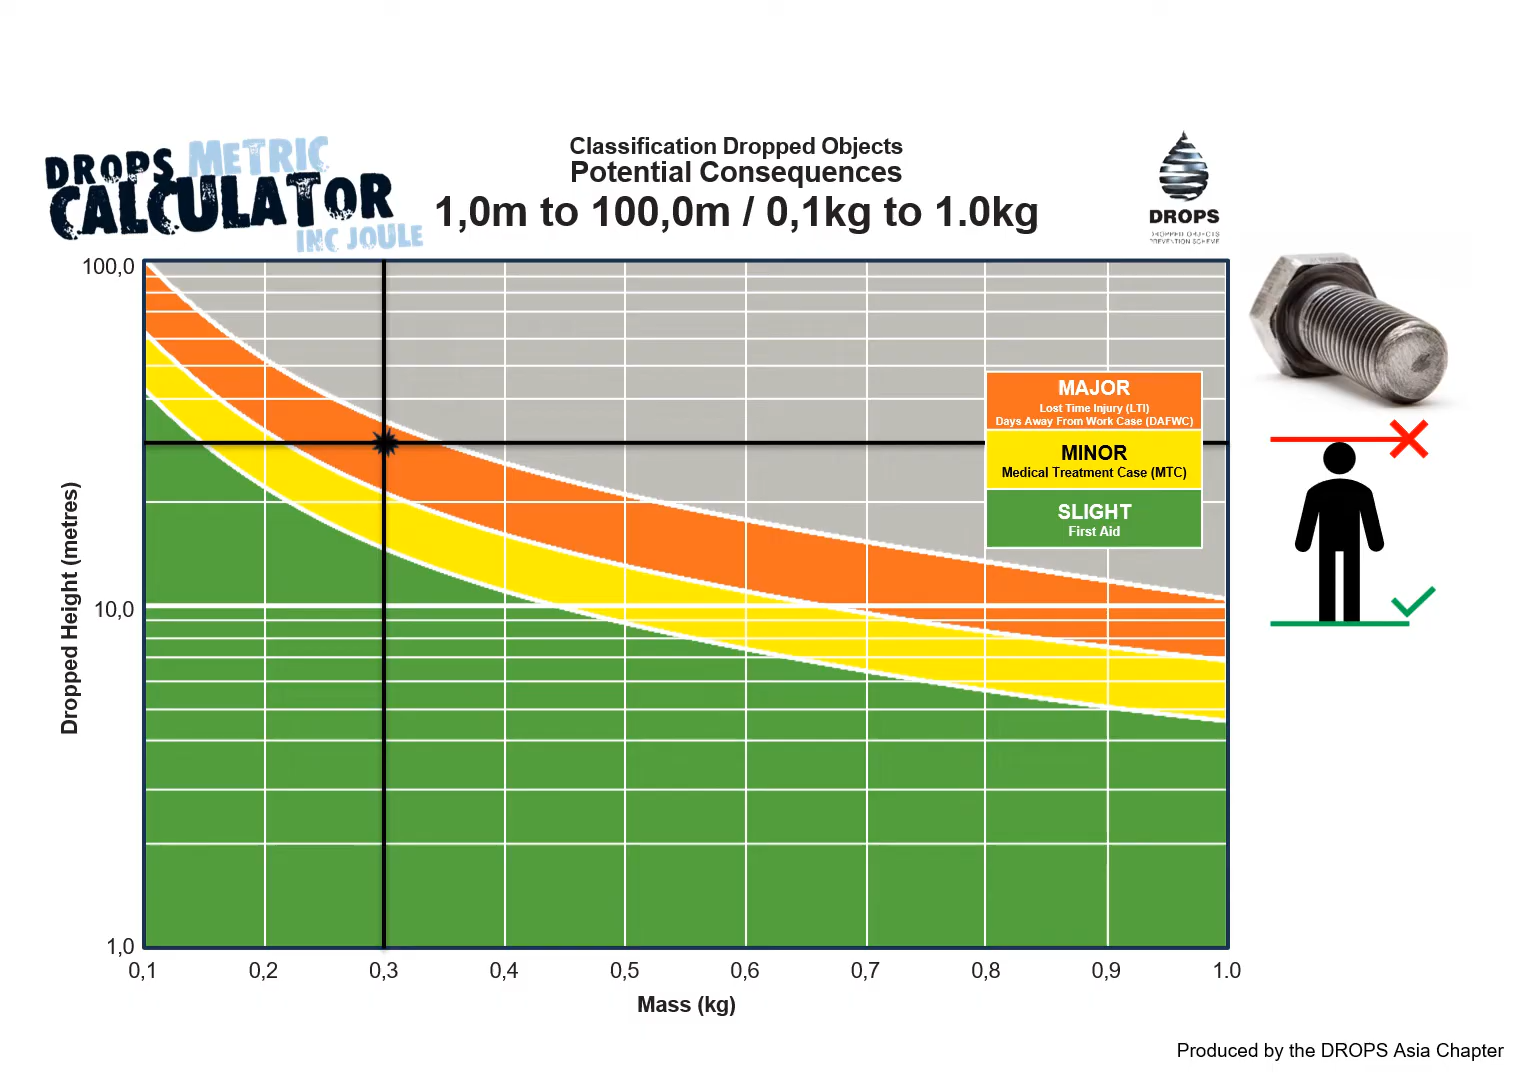 DROPS METRIC
CALCULATOR
INC JOULE
Classification Dropped Objects
Potential Consequences
1,0m to 100,0m / 0,1kg to 1.0kg
DROPS
DROPPED OBJECTS
PREVENTION SCHEME
100,0
10,0
1,0
Dropped Height (metres)
MAJOR
Lost Time Injury (LTI)
Days Away From Work Case (DAFWC)
MINOR
Medical Treatment Case (MTC)
SLIGHT
First Aid
0,1 0,2 0,3 0,4 0,5 0,6 0,7 0,8 0,9 1.0
Mass (kg)
Produced by the DROPS Asia Chapter